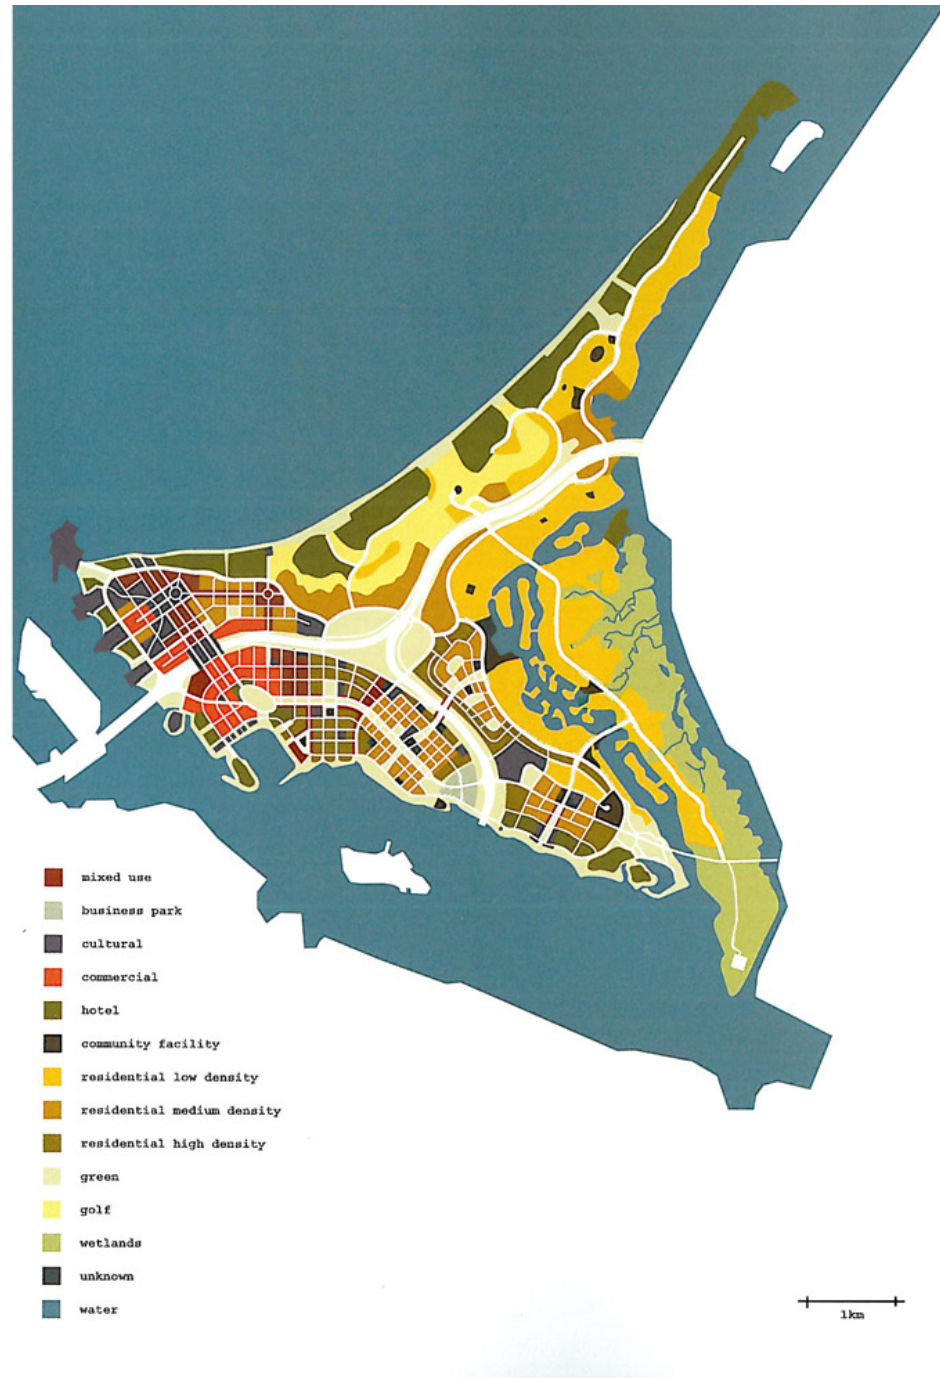 mixed use
business park
cultural
commercial
hotel
community facility
residential low density
residential medium density
residential high density
green
golf
wetlands
unknown
water
1km